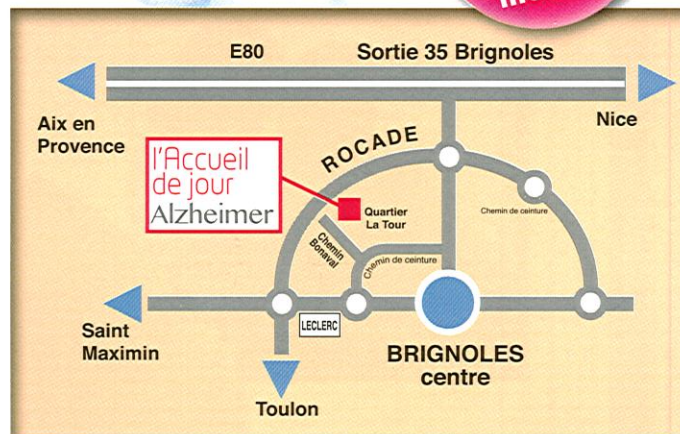 E80
Sortie 35 Brignoles
Aix en
Provence
Nice
ROCADE
l'Accueil
de jour
Alzheimer
Quartier
La Tour
Chemin de ceinture
Chemin
Bonaval
Chemin de ceinture
LECLERC
Saint
Maximin
BRIGNOLES
centre
Toulon